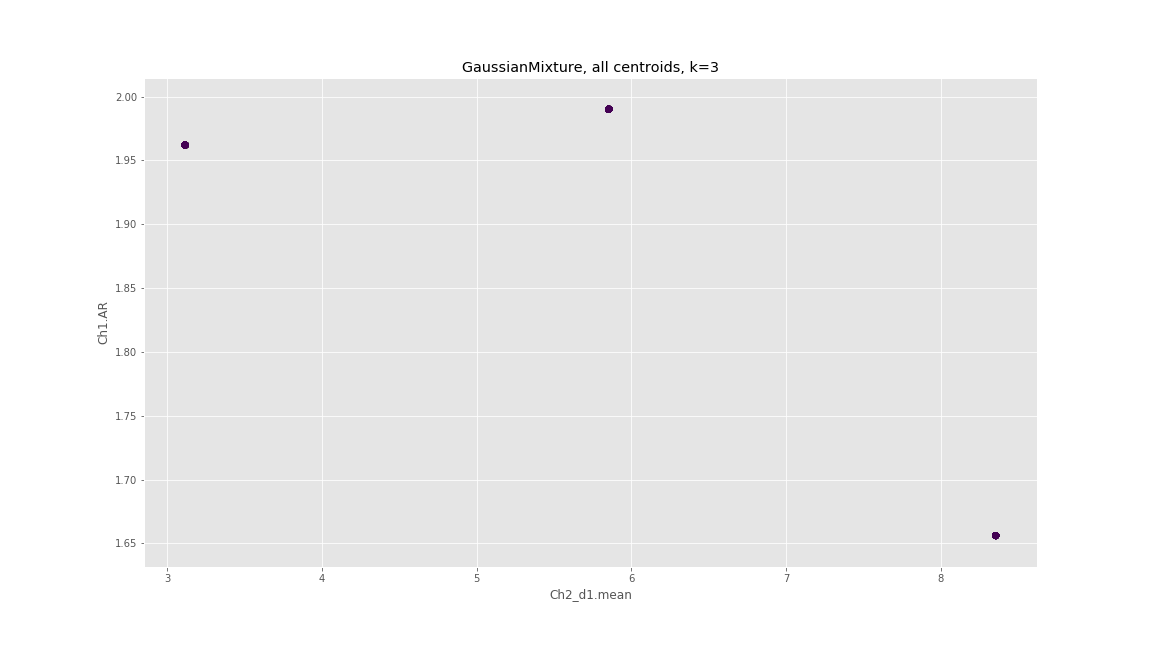 GaussianMixture, all centroids, k=3
2.00
1.95
1.90
1.85
1.80
1.75
1.70
1.65
Ch1.AR
3 4 5 6 7 8
Ch2_d1.mean